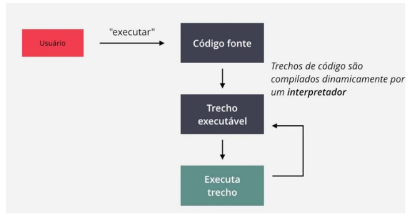 Usuário
"executar"
Código fonte
Trechos de código são
compilados dinamicamente por
um interpretador
Trecho
executável
Executa
trecho